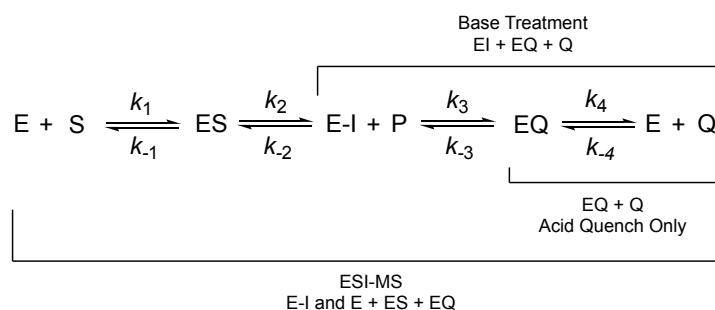 Base Treatment
EI + EQ + Q
k1 k2 k3 k4
E + S ES E-I + P EQ E + Q
k-1 k-2 k-3 k-4
EQ + Q
Acid Quench Only
ESI-MS
E-I and E + ES + EQ